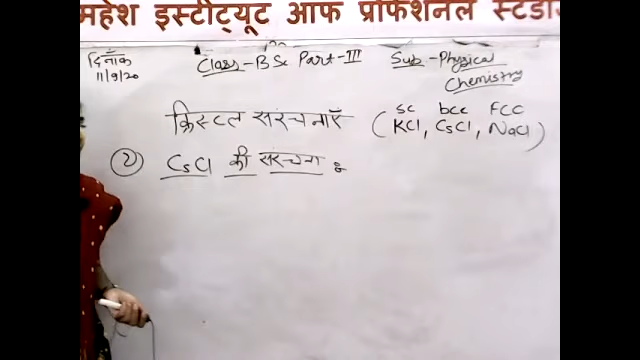 महेश इस्टीट्यूट आफ प्रोफेशनल स्टडी
दिनाँक Class-BSc Part-III Sub-Physical
11/9/20 Chemistry
SC bcc FCC
क्रिस्टल संरचनाएँ (KCl, CsCl, NaCl)
② CsCl की संरचना :